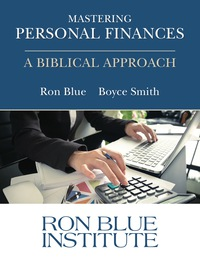 MASTERING
PERSONAL FINANCES
A BIBLICAL APPROACH
Ron Blue Boyce Smith
RON BLUE
INSTITUTE